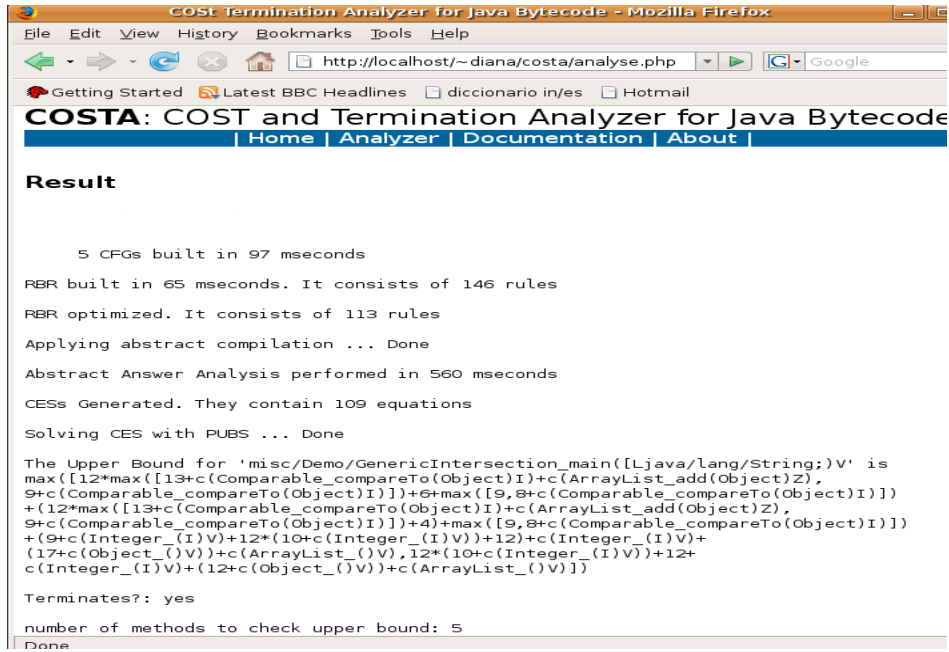 COSt Termination Analyzer for Java Bytecode - Mozilla Firefox
File Edit View History Bookmarks Tools Help
http://localhost/~diana/costa/analyse.php G Google
Getting Started Latest BBC Headlines diccionario in/es Hotmail
COSTA: COST and Termination Analyzer for Java Bytecode
| Home | Analyzer | Documentation | About |
Result
5 CFGs built in 97 mseconds
RBR built in 65 mseconds. It consists of 146 rules
RBR optimized. It consists of 113 rules
Applying abstract compilation ... Done
Abstract Answer Analysis performed in 560 mseconds
CESs Generated. They contain 109 equations
Solving CES with PUBS ... Done
The Upper Bound for 'misc/Demo/GenericIntersection_main([Ljava/lang/String;)V' is
max([12*max([13+c(Comparable_compareTo(Object)I)+c(ArrayList_add(Object)Z),
9+c(Comparable_compareTo(Object)I)])+6+max([9,8+c(Comparable_compareTo(Object)I)])
+(12*max([13+c(Comparable_compareTo(Object)I)+c(ArrayList_add(Object)Z),
9+c(Comparable_compareTo(Object)I)])+4)+max([9,8+c(Comparable_compareTo(Object)I)])
+(9+c(Integer_(I)V)+12*(10+c(Integer_(I)V))+12)+c(Integer_(I)V)+
(17+c(Object_()V))+c(ArrayList_()V),12*(10+c(Integer_(I)V))+12+
c(Integer_(I)V)+(12+c(Object_()V))+c(ArrayList_()V)])
Terminates?: yes
number of methods to check upper bound: 5
Done